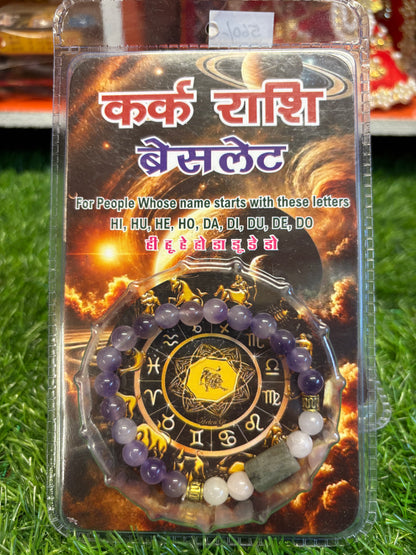 कर्क राशि
ब्रेसलेट
For People Whose name starts with these letters
HI, HU, HE, HO, DA, DI, DU, DE, DO
ही हू हे हो डा डू डे डो